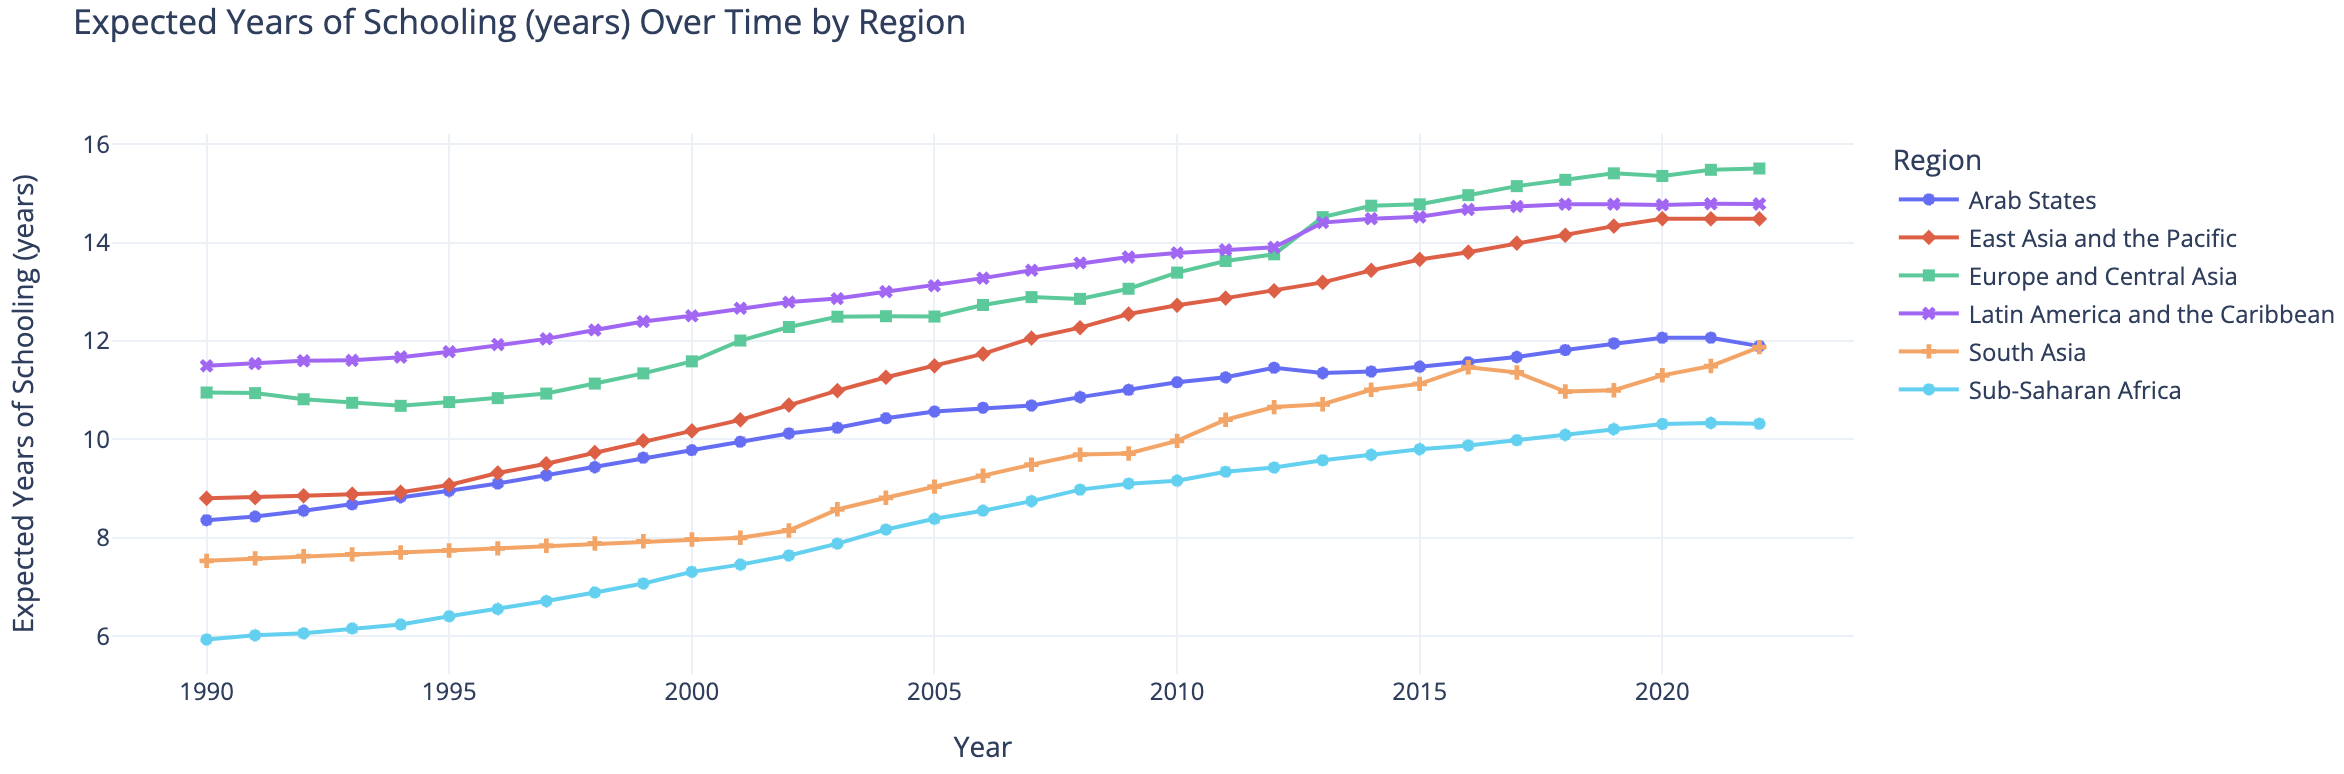 Expected Years of Schooling (years) Over Time by Region
Expected Years of Schooling (years)
16
14
12
10
8
6
1990 1995 2000 2005 2010 2015 2020
Year
Region
Arab States
East Asia and the Pacific
Europe and Central Asia
Latin America and the Caribbean
South Asia
Sub-Saharan Africa